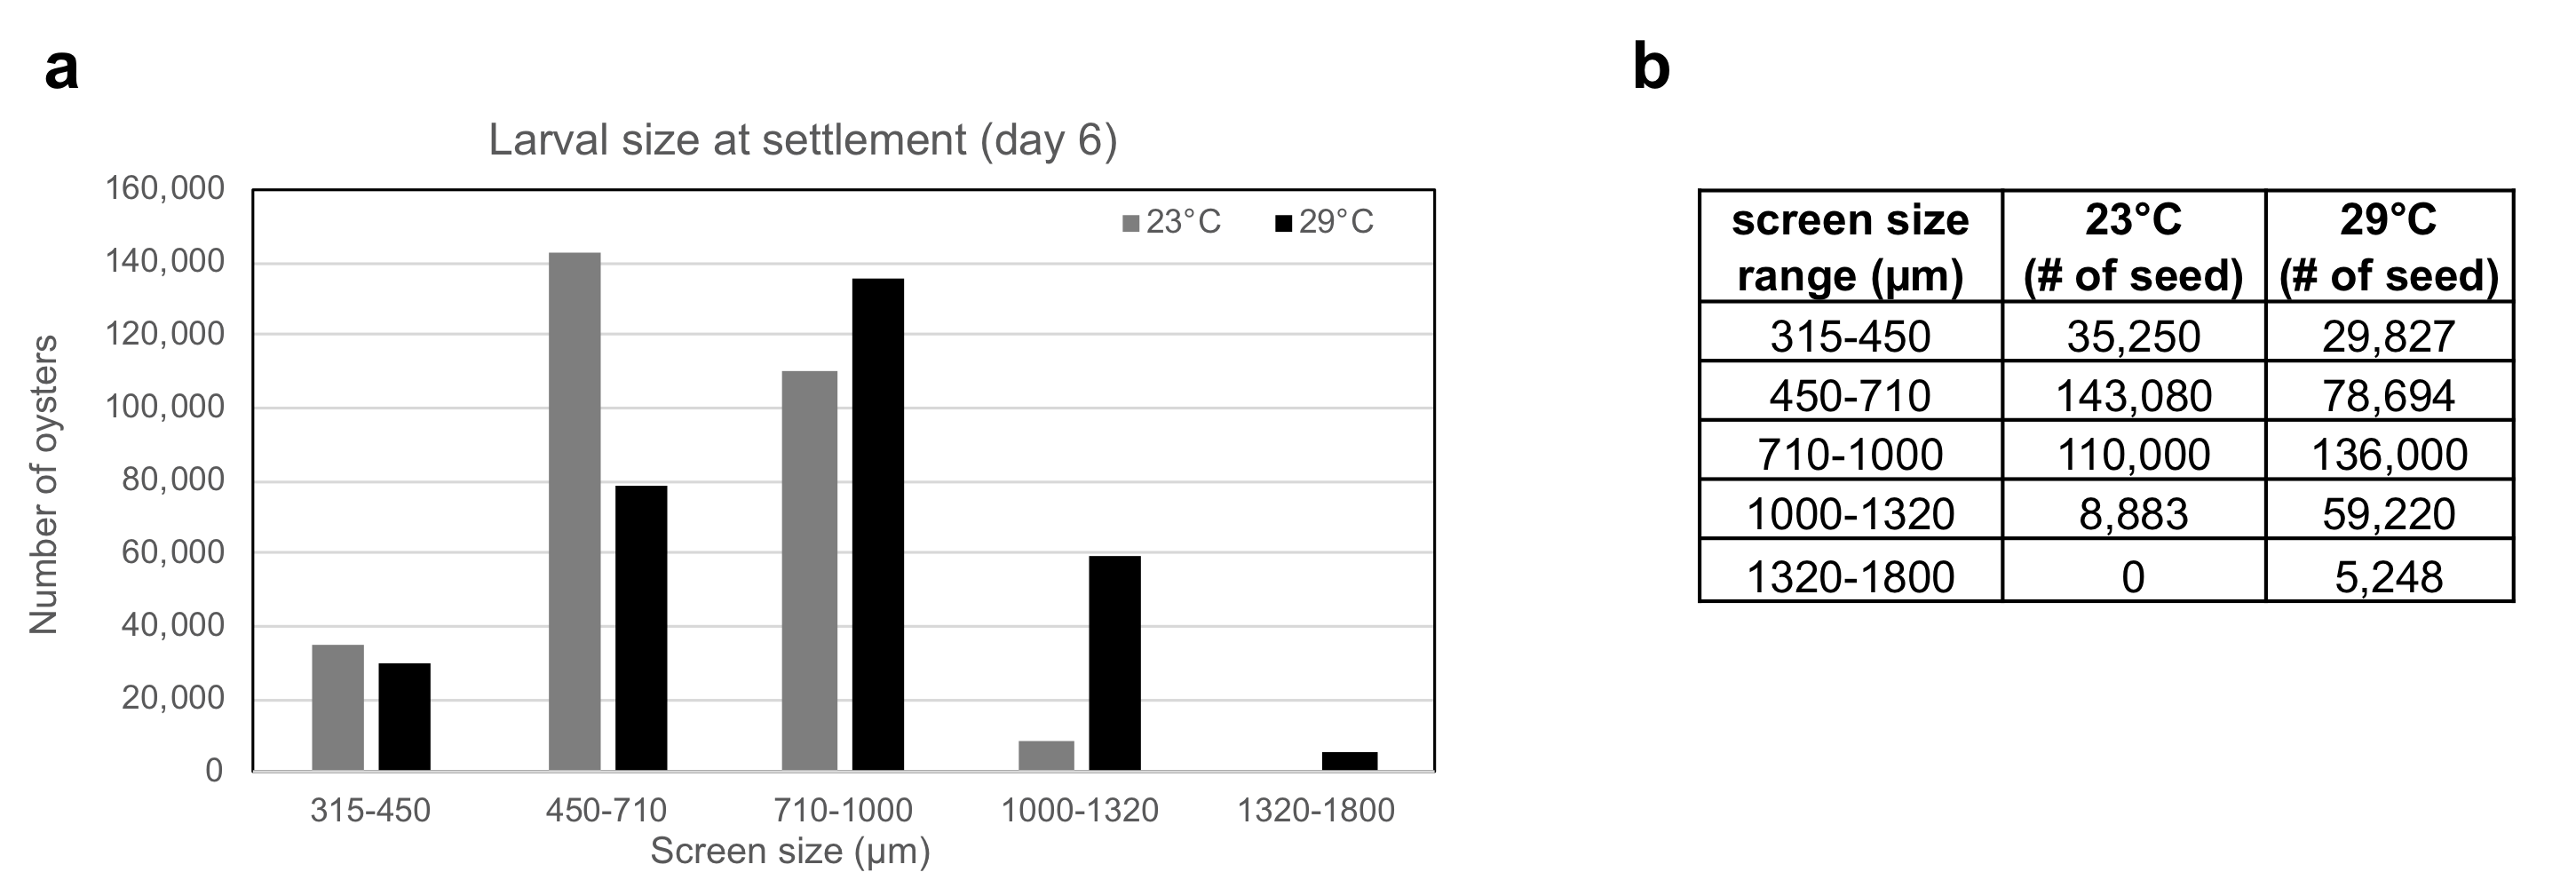 a
Larval size at settlement (day 6)
160,000
140,000
120,000
100,000
80,000
60,000
40,000
20,000
0
Number of oysters
23°C 29°C
315-450 450-710 710-1000 1000-1320 1320-1800
Screen size (µm)
b
screen size range (µm) 23°C (# of seed) 29°C (# of seed)
315-450 35,250 29,827
450-710 143,080 78,694
710-1000 110,000 136,000
1000-1320 8,883 59,220
1320-1800 0 5,248